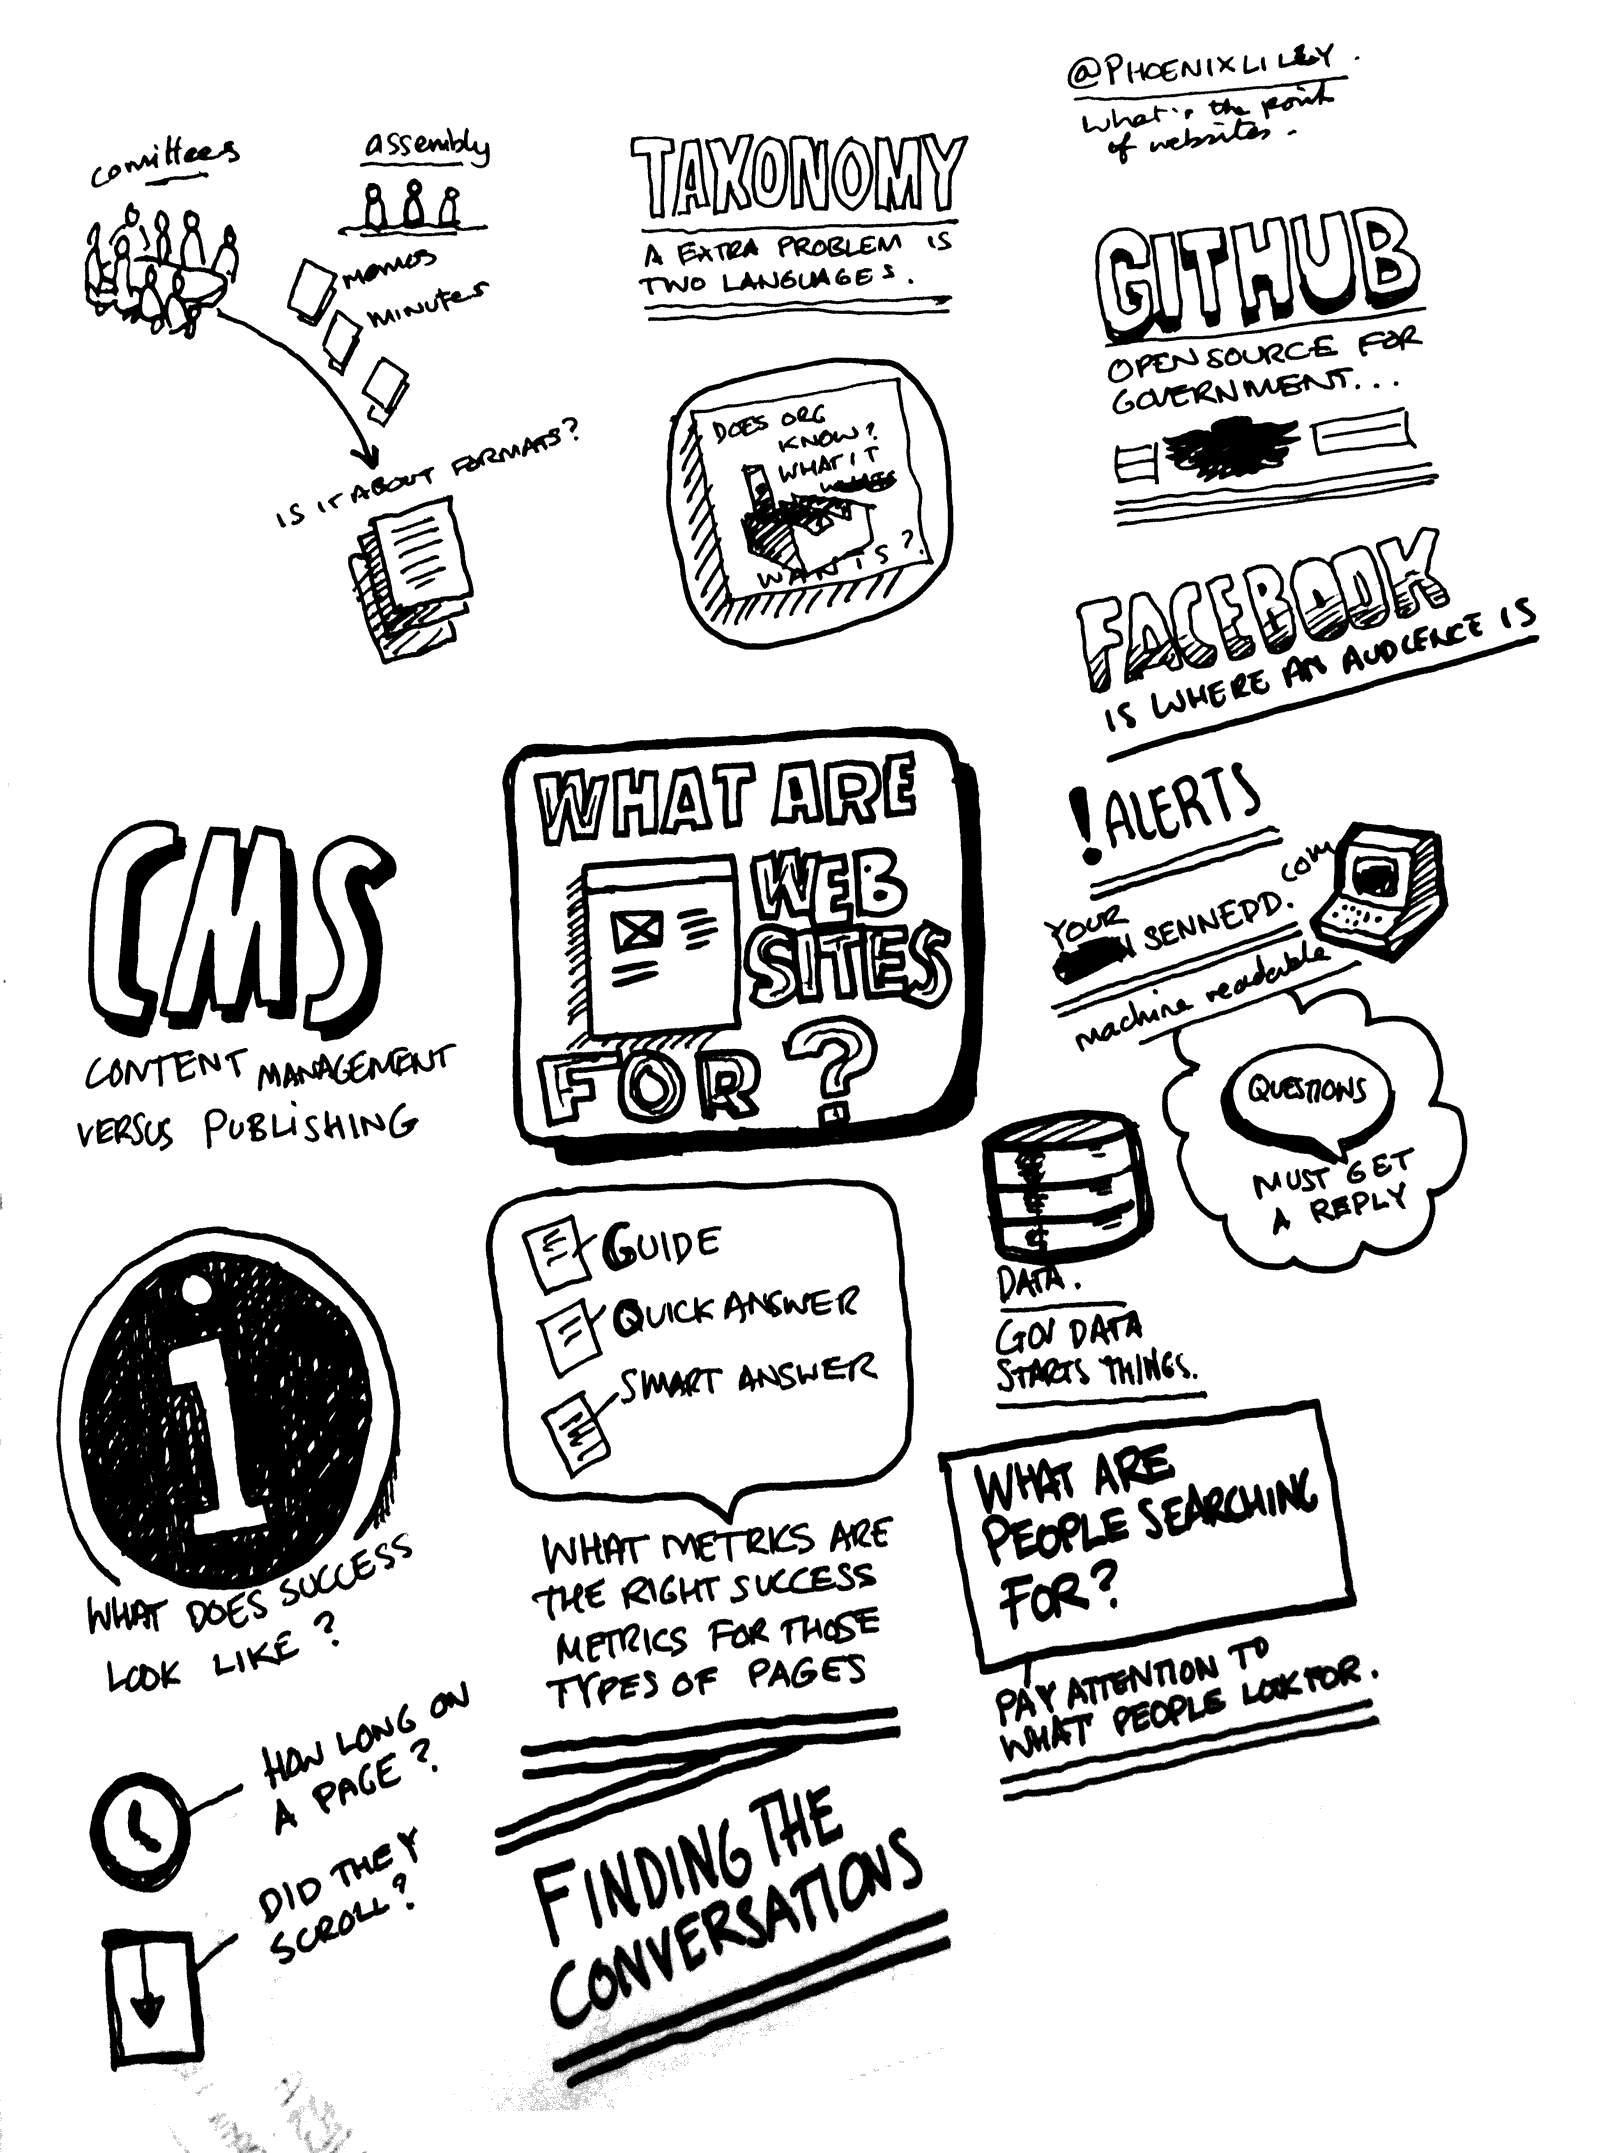 @PHOENIXLILEY.
what's the point
of websites.
comittees
assembly
memos
minutes
IS IT ABOUT FORMATS?
TAXONOMY
A EXTRA PROBLEM IS
TWO LANGUAGES.
DOES ORG
KNOW?
WHAT IT
WANTS?
GITHUB
OPEN SOURCE FOR
GOVERNMENT...
FACEBOOK
IS WHERE AN AUDIENCE IS
!ALERTS
YOUR SENNEDD.com
machine readable
QUESTIONS
MUST GET
A REPLY
CMS
CONTENT MANAGEMENT
VERSUS PUBLISHING
WHAT ARE
WEB
SITES
FOR?
DATA.
GOV DATA
STARTS THINGS.
i
WHAT DOES SUCCESS
LOOK LIKE?
HOW LONG ON
A PAGE?
DID THEY
SCROLL?
GUIDE
QUICK ANSWER
SMART ANSWER
WHAT METRICS ARE
THE RIGHT SUCCESS
METRICS FOR THOSE
TYPES OF PAGES
FINDING THE
CONVERSATIONS
WHAT ARE
PEOPLE SEARCHING
FOR?
PAY ATTENTION TO
WHAT PEOPLE LOOK FOR.